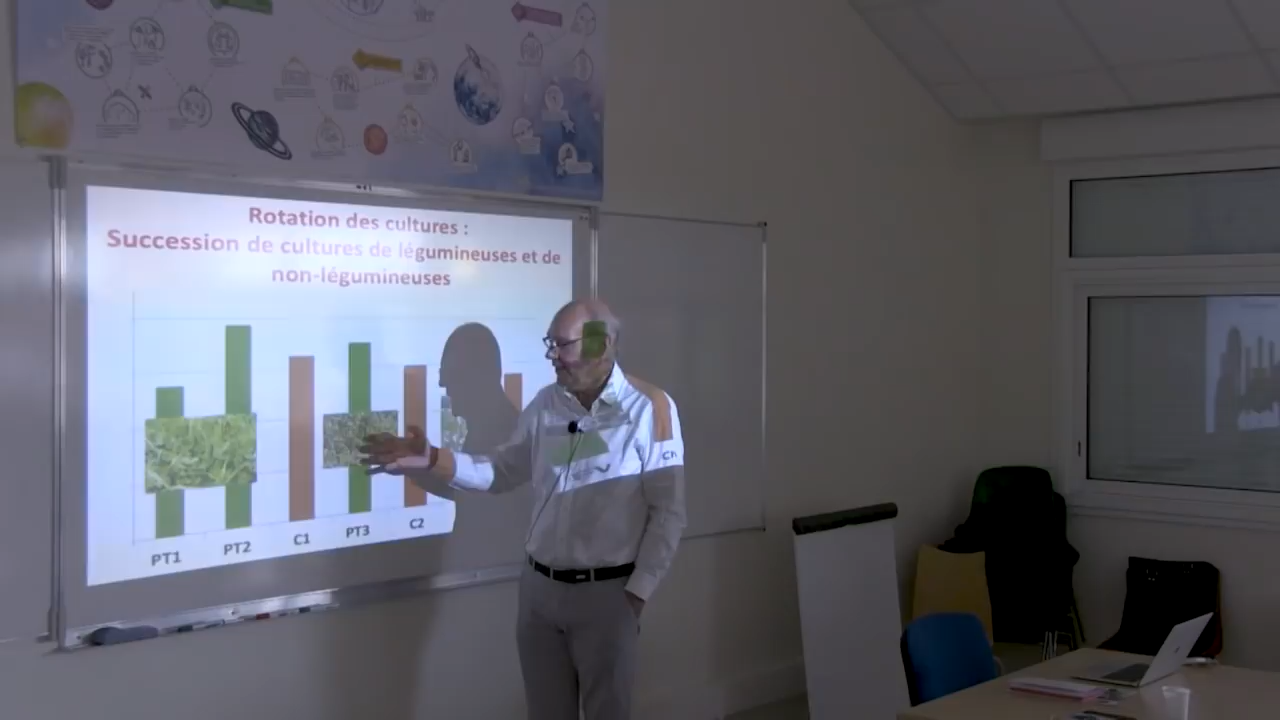 Rotation des cultures :
Succession de cultures de légumineuses et de
non-légumineuses
PT1
PT2
C1
PT3
C2